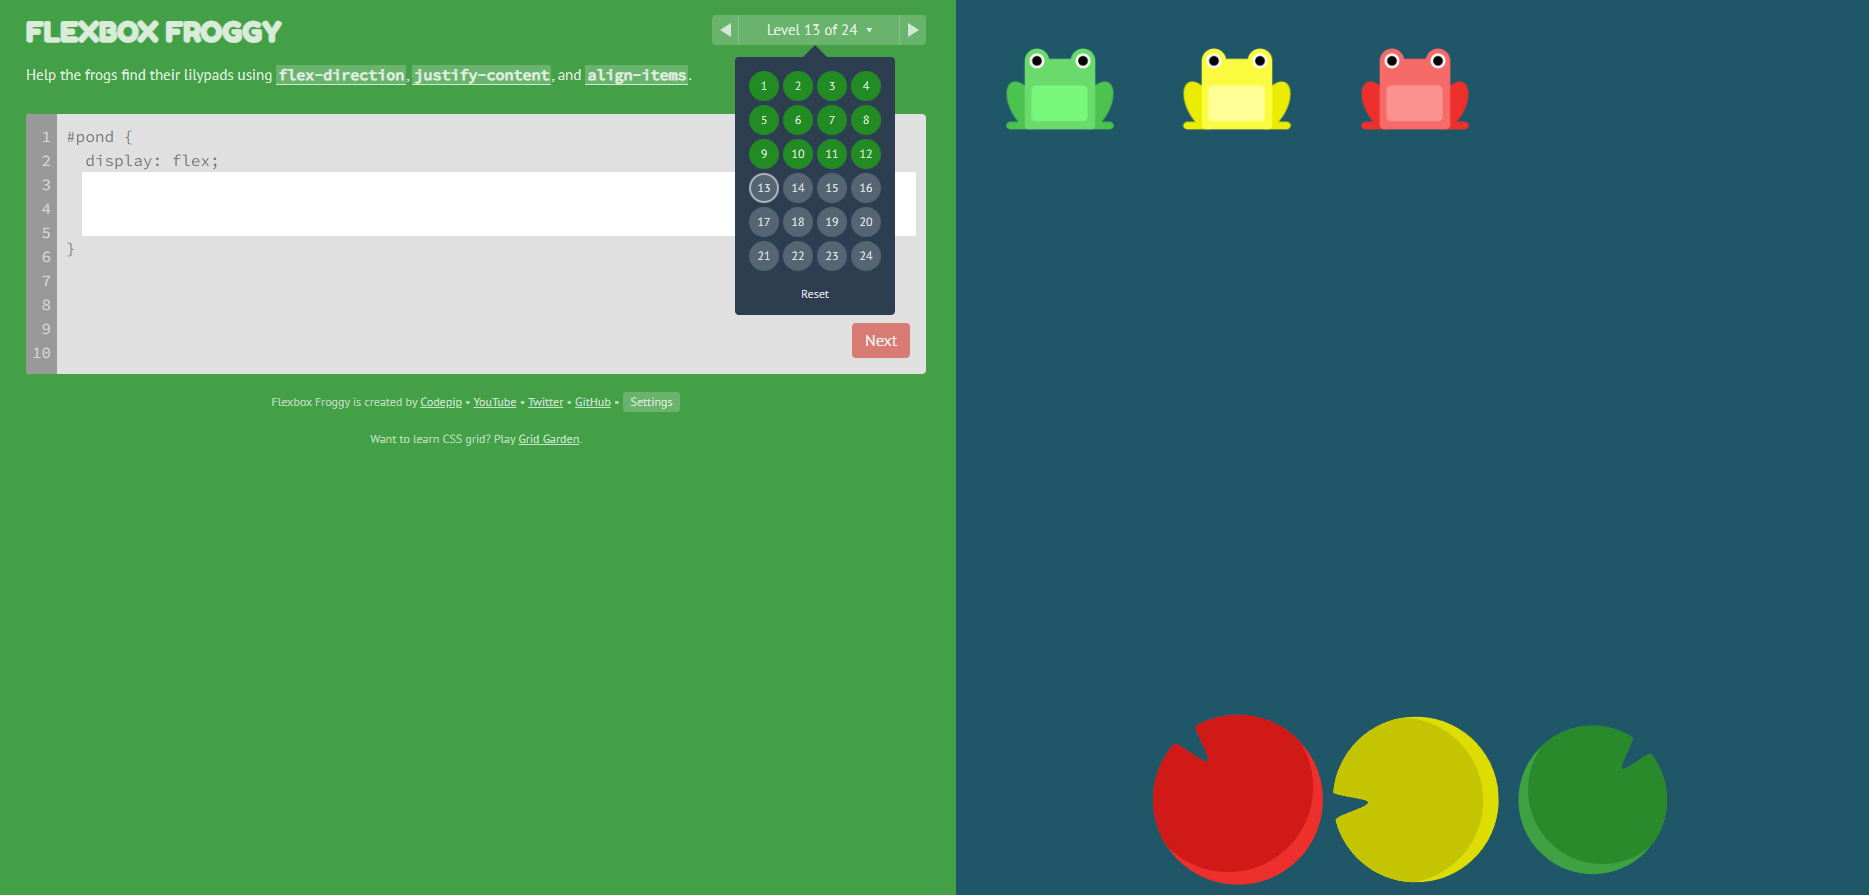 FLEXBOX FROGGY
Level 13 of 24 ▾
Help the frogs find their lilypads using flex-direction, justify-content, and align-items.
1 2 3 4
5 6 7 8
9 10 11 12
13 14 15 16
17 18 19 20
21 22 23 24
Reset
1 #pond {
2 display: flex;
3
4
5
6 }
7
8
9
10
Next
Flexbox Froggy is created by Codepip • YouTube • Twitter • GitHub • Settings
Want to learn CSS grid? Play Grid Garden.